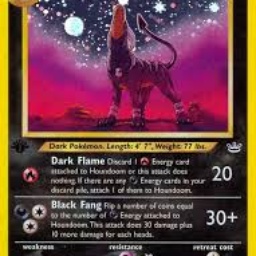 Dark Pokémon. Length: 4' 7", Weight: 77 lbs.
Dark Flame Discard 1 Energy card
attached to Houndoom or this attack does
nothing. If there are any Energy cards in your
discard pile, attach 1 of them to Houndoom.
20
Black Fang Flip a number of coins equal
to the number of Energy attached to
Houndoom. This attack does 30 damage plus
10 more damage for each heads.
30+
weakness resistance retreat cost